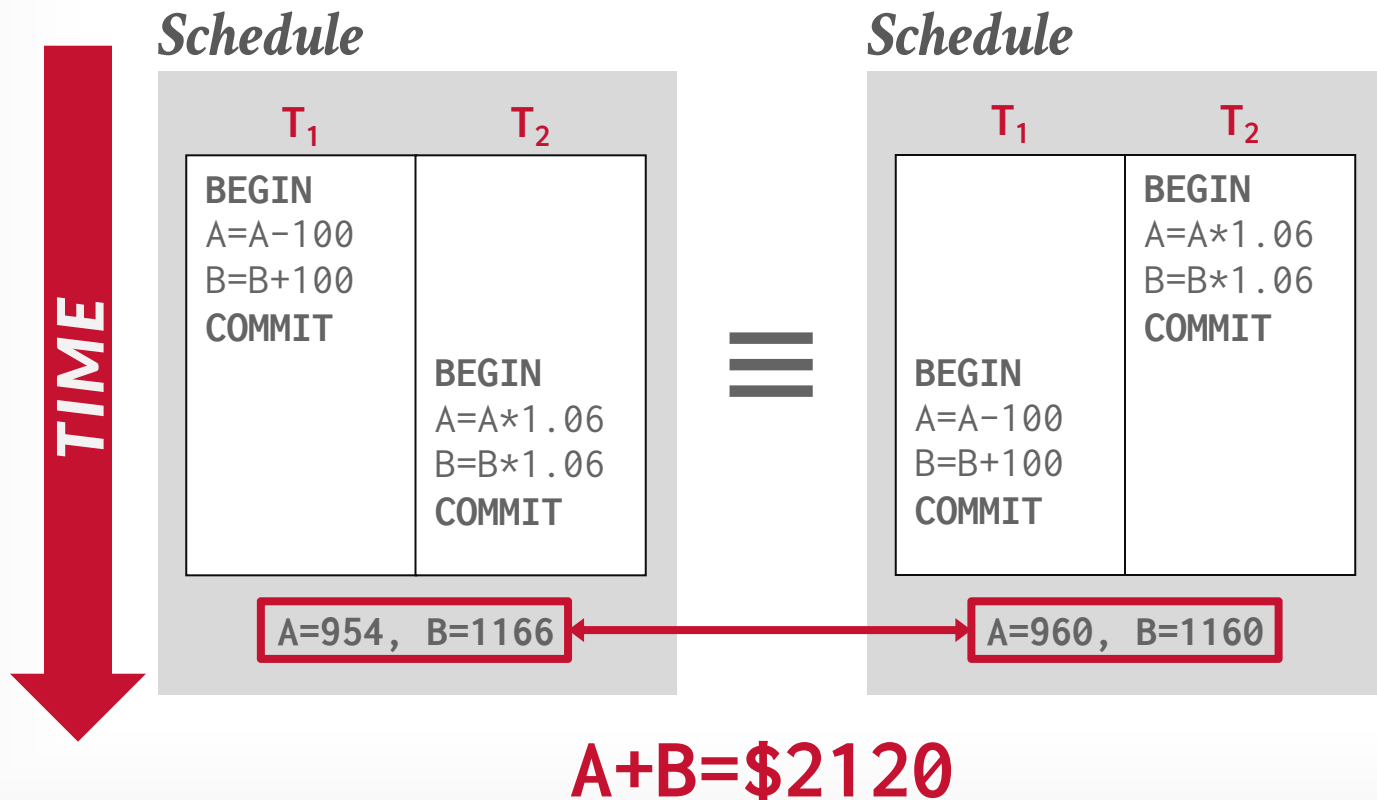 Schedule
Schedule
TIME
T₁
T₂
BEGIN
A=A-100
B=B+100
COMMIT
BEGIN
A=A*1.06
B=B*1.06
COMMIT
A=954, B=1166
≡
T₁
T₂
BEGIN
A=A*1.06
B=B*1.06
COMMIT
BEGIN
A=A-100
B=B+100
COMMIT
A=960, B=1160
A+B=$2120